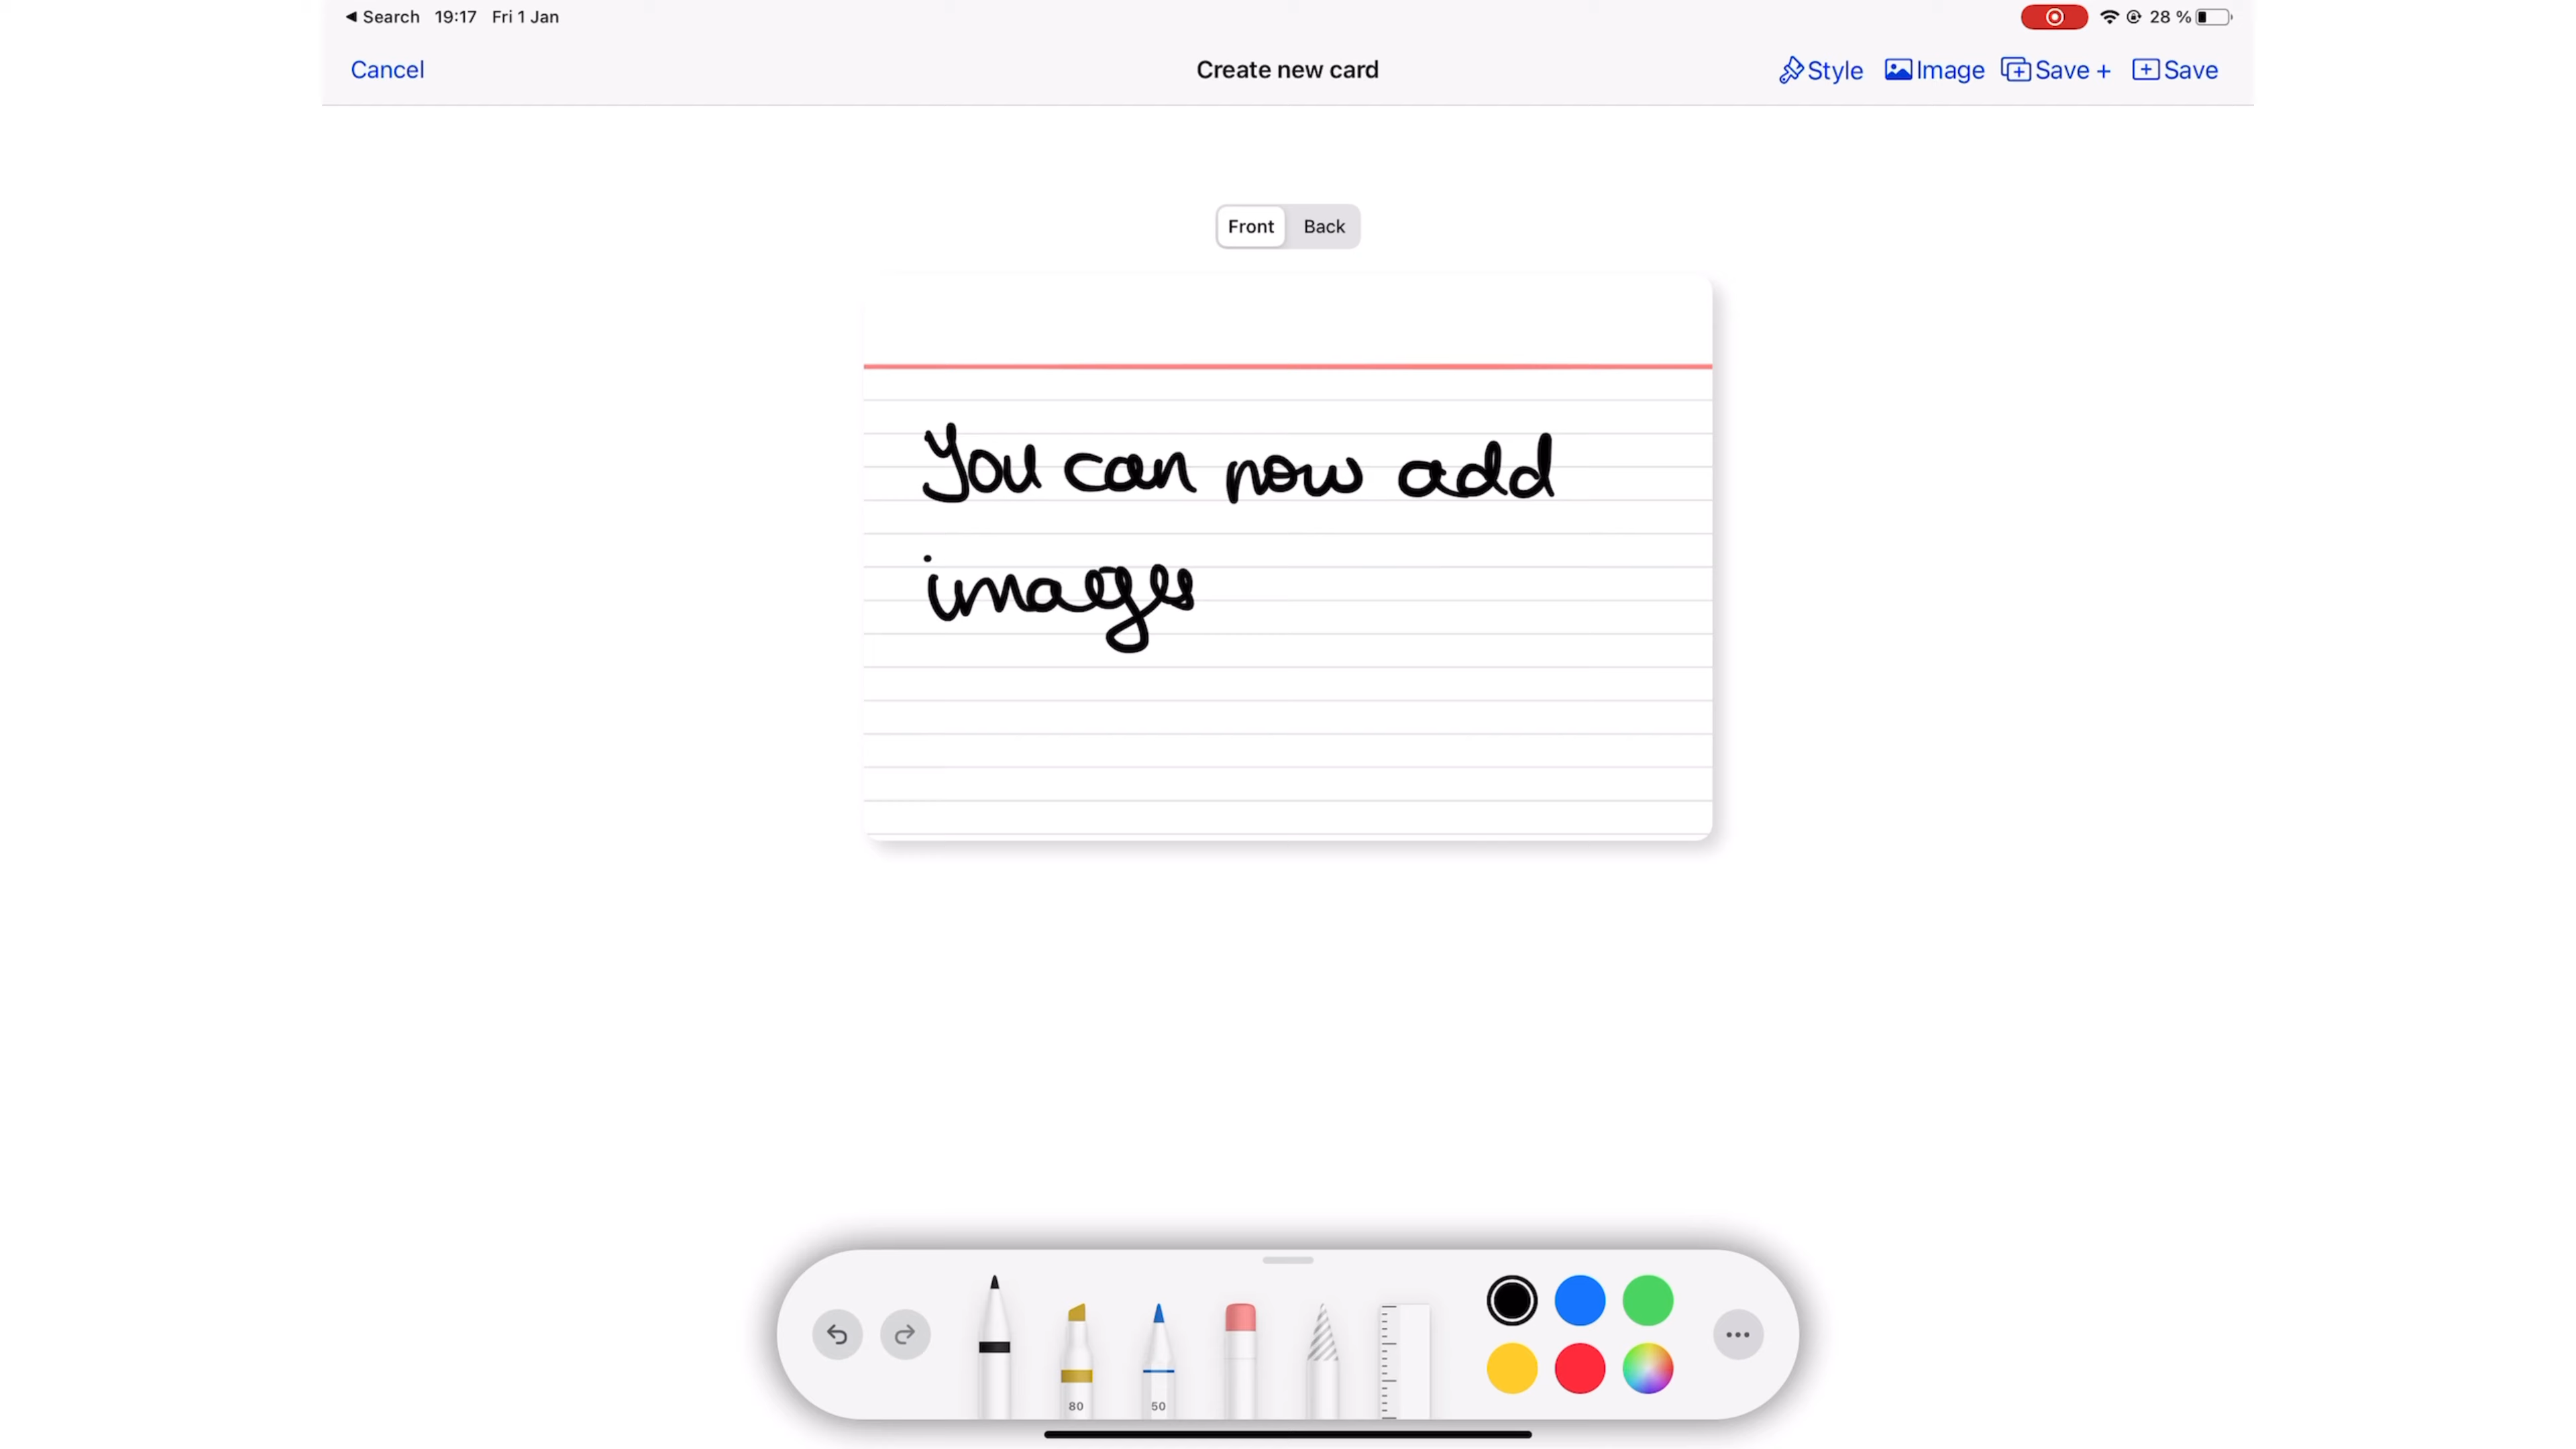 ◀ Search 19:17 Fri 1 Jan 28 %
Cancel Create new card Style Image Save + Save
Front Back
You can now add
images
80 50